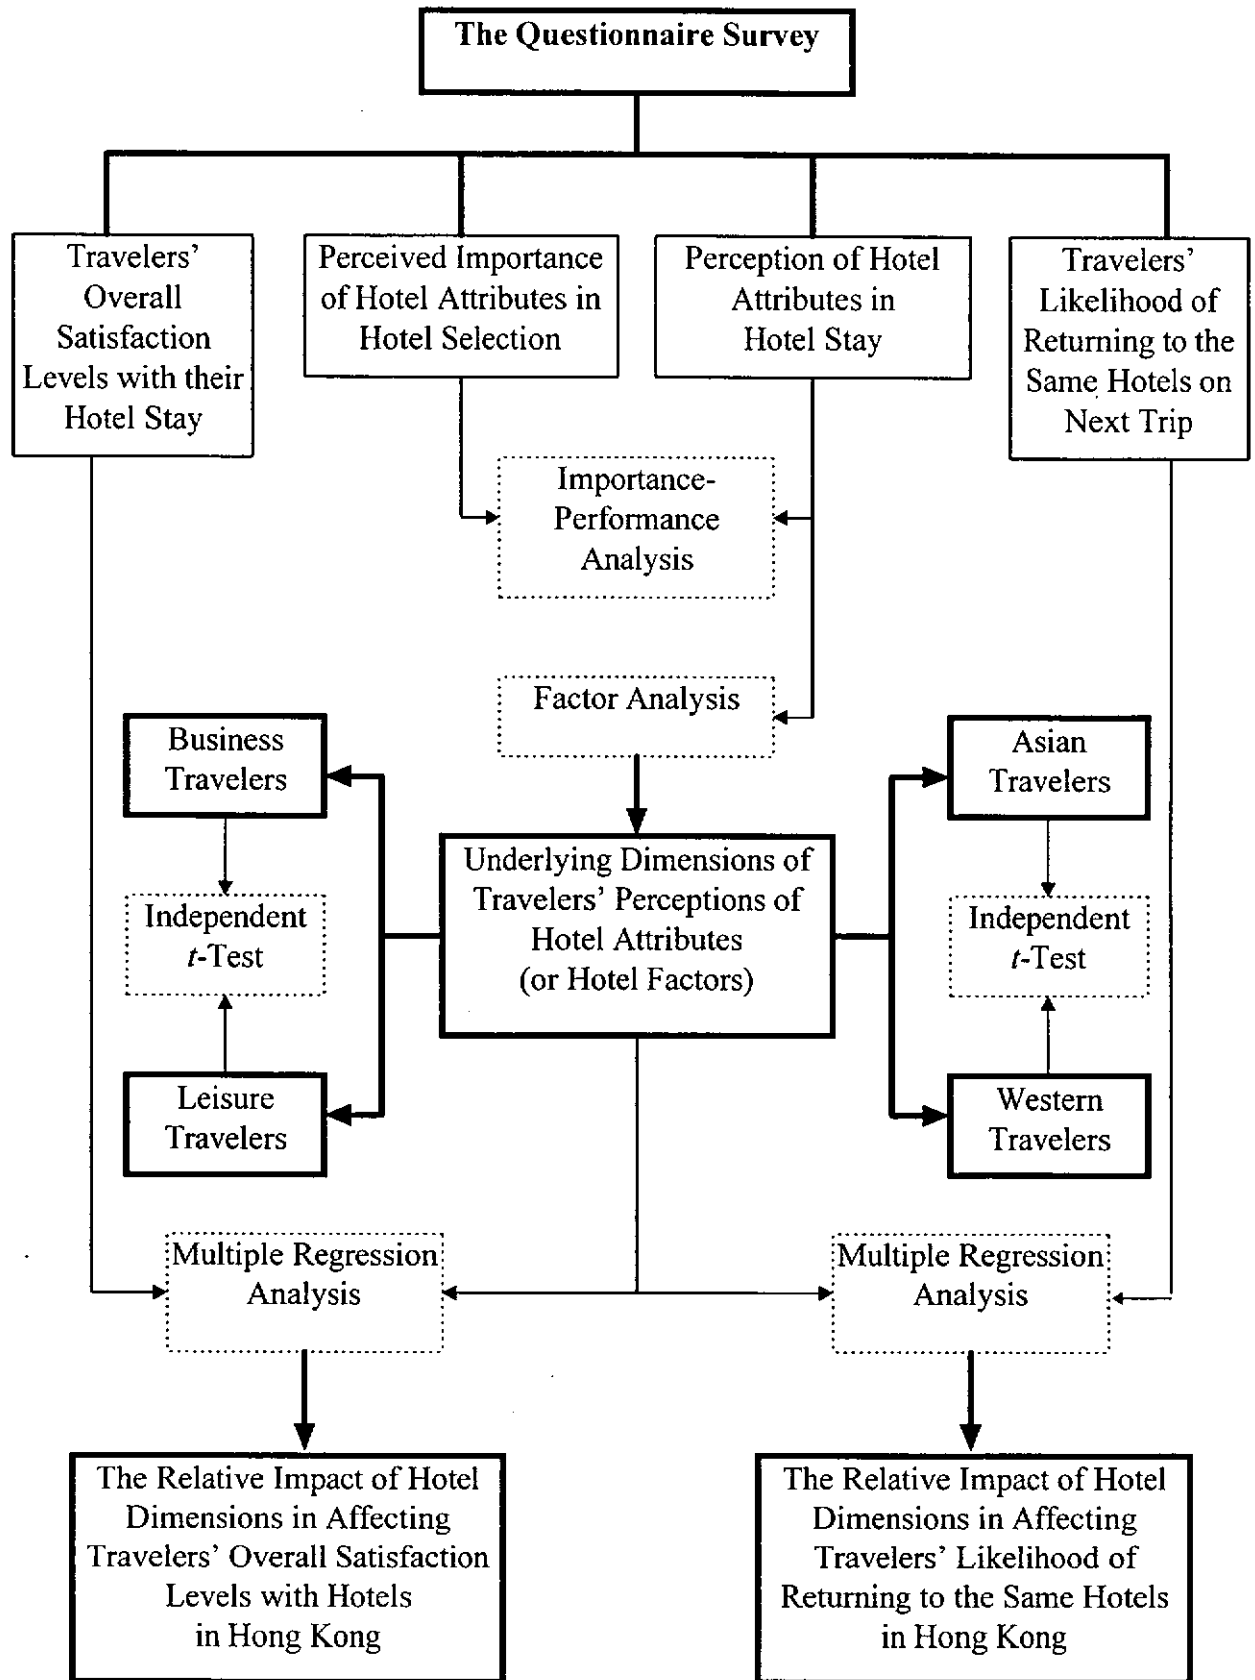 The Questionnaire Survey
Travelers’
Overall
Satisfaction
Levels with their
Hotel Stay
Perceived Importance
of Hotel Attributes in
Hotel Selection
Perception of Hotel
Attributes in
Hotel Stay
Travelers’
Likelihood of
Returning to the
Same Hotels on
Next Trip
Importance-
Performance
Analysis
Factor Analysis
Business
Travelers
Asian
Travelers
Underlying Dimensions of
Travelers’ Perceptions of
Hotel Attributes
(or Hotel Factors)
Independent
t-Test
Independent
t-Test
Leisure
Travelers
Western
Travelers
Multiple Regression
Analysis
Multiple Regression
Analysis
The Relative Impact of Hotel
Dimensions in Affecting
Travelers’ Overall Satisfaction
Levels with Hotels
in Hong Kong
The Relative Impact of Hotel
Dimensions in Affecting
Travelers’ Likelihood of
Returning to the Same Hotels
in Hong Kong